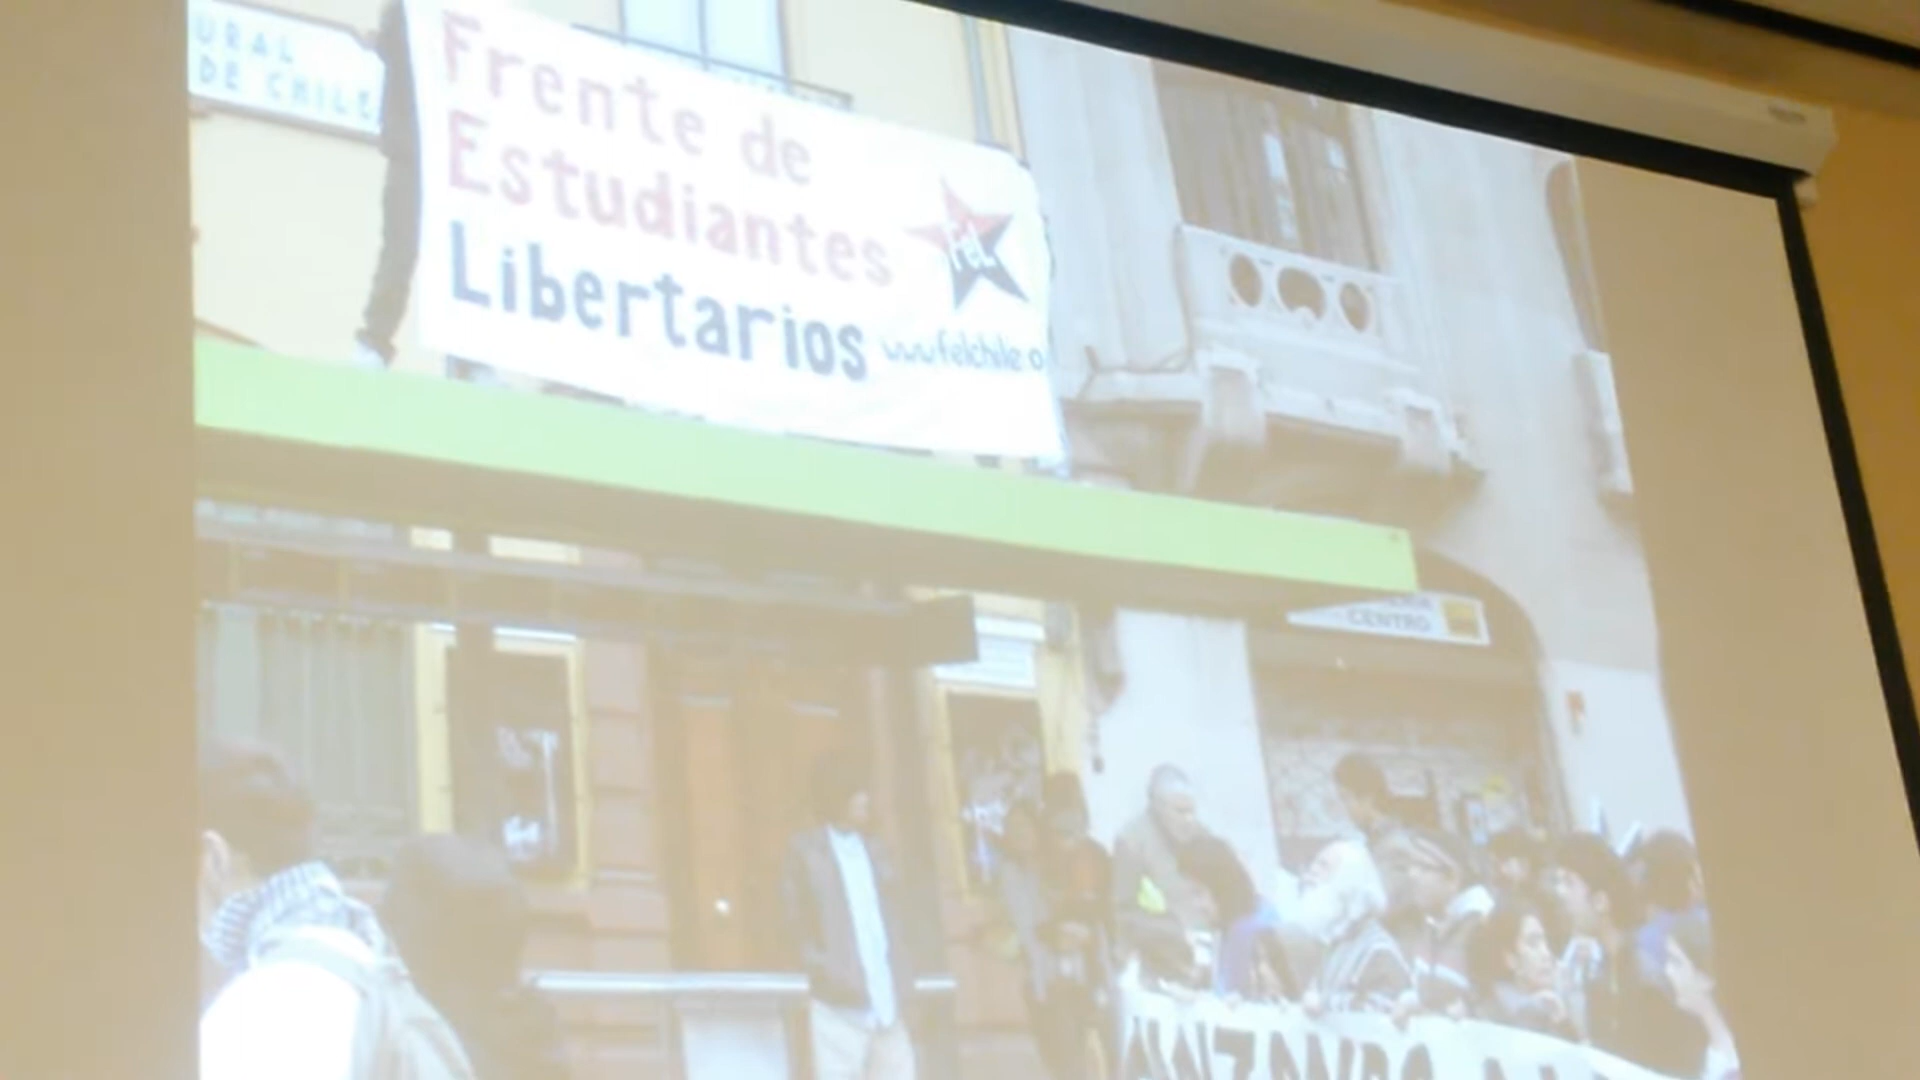 URAL
DE CHILE
Frente de
Estudiantes
Libertarios
fel
www.felchile.o
CENTRO